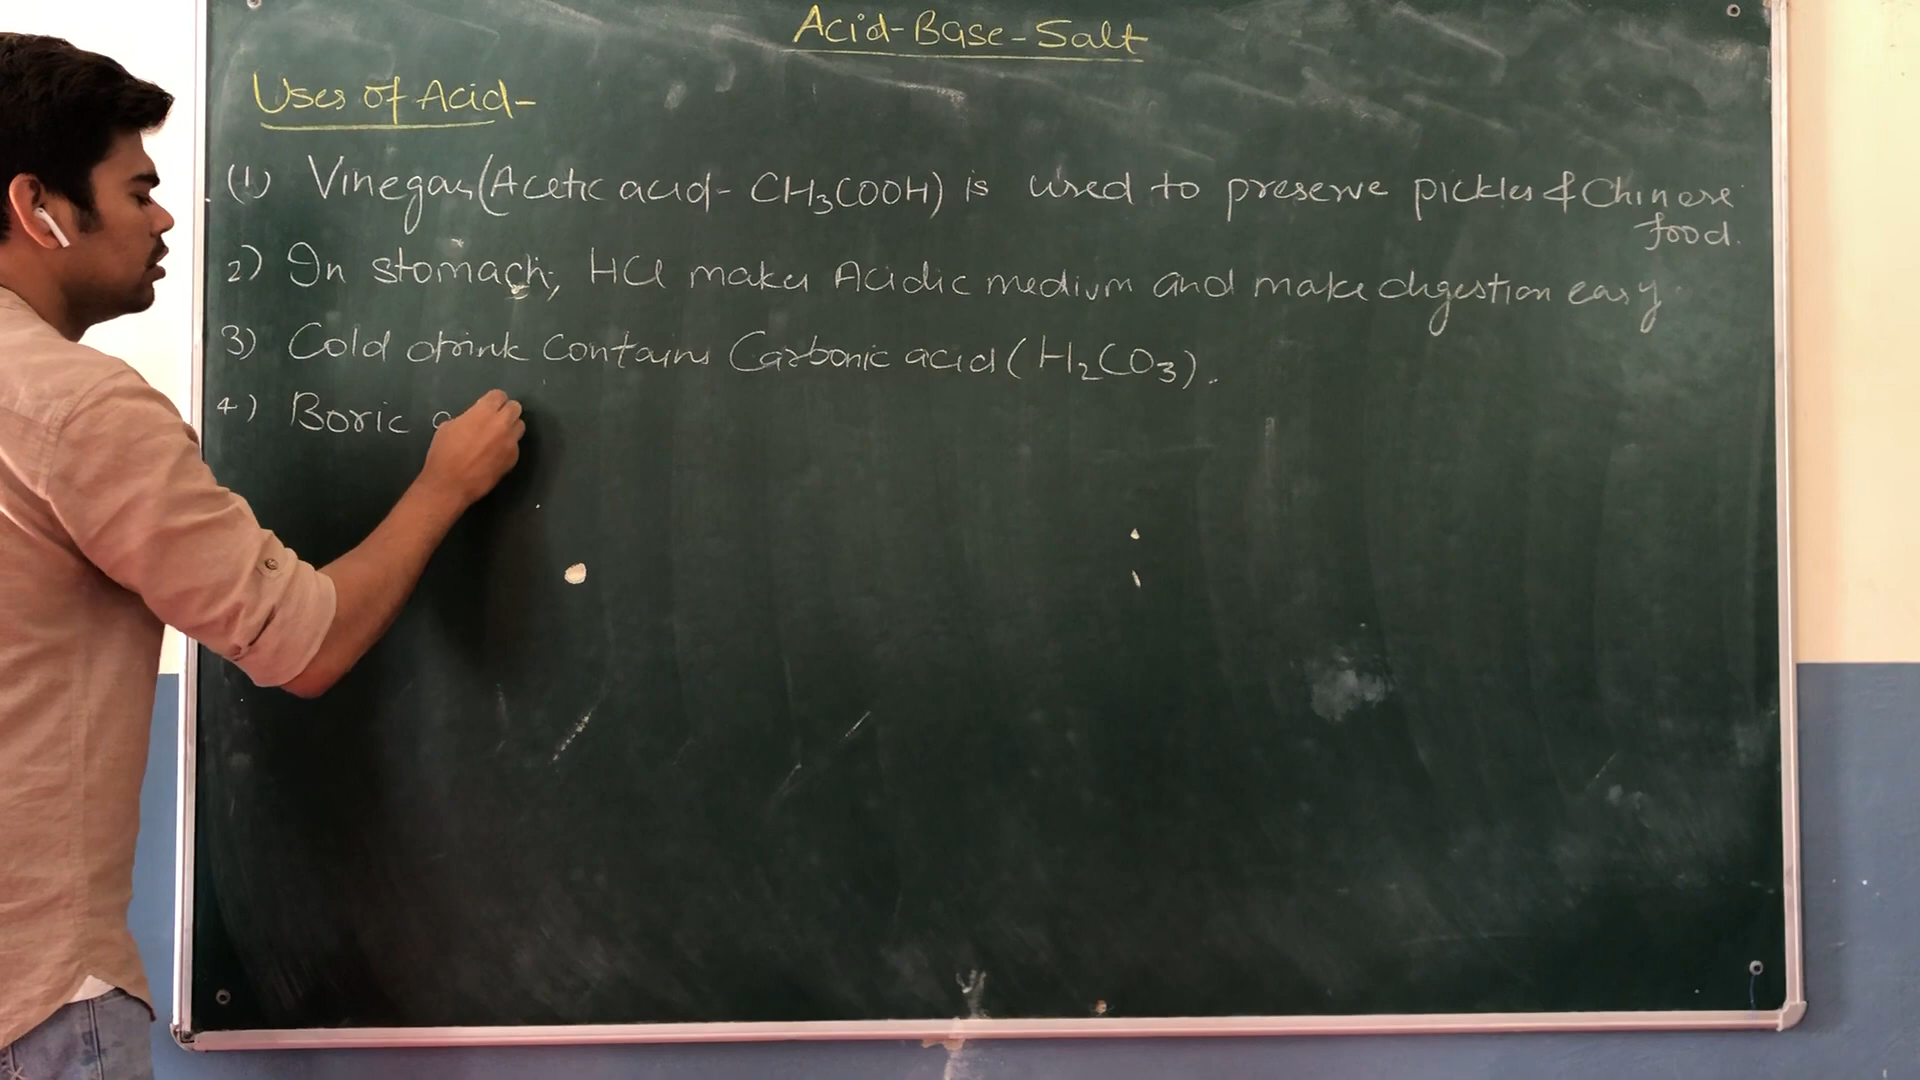 Acid-Base-Salt
Uses of Acid-
(1) Vinegar (Acetic acid - CH₃COOH) is used to preserve pickles & Chinese
food.
2) In stomach, HCl makes Acidic medium and make digestion easy.
3) Cold drink contains Carbonic acid (H₂CO₃).
4) Boric a